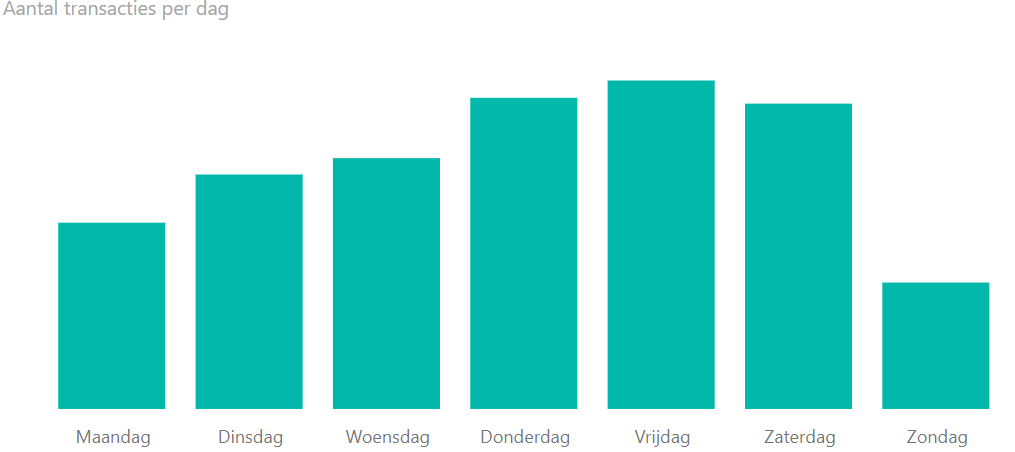 Aantal transacties per dag
Maandag Dinsdag Woensdag Donderdag Vrijdag Zaterdag Zondag